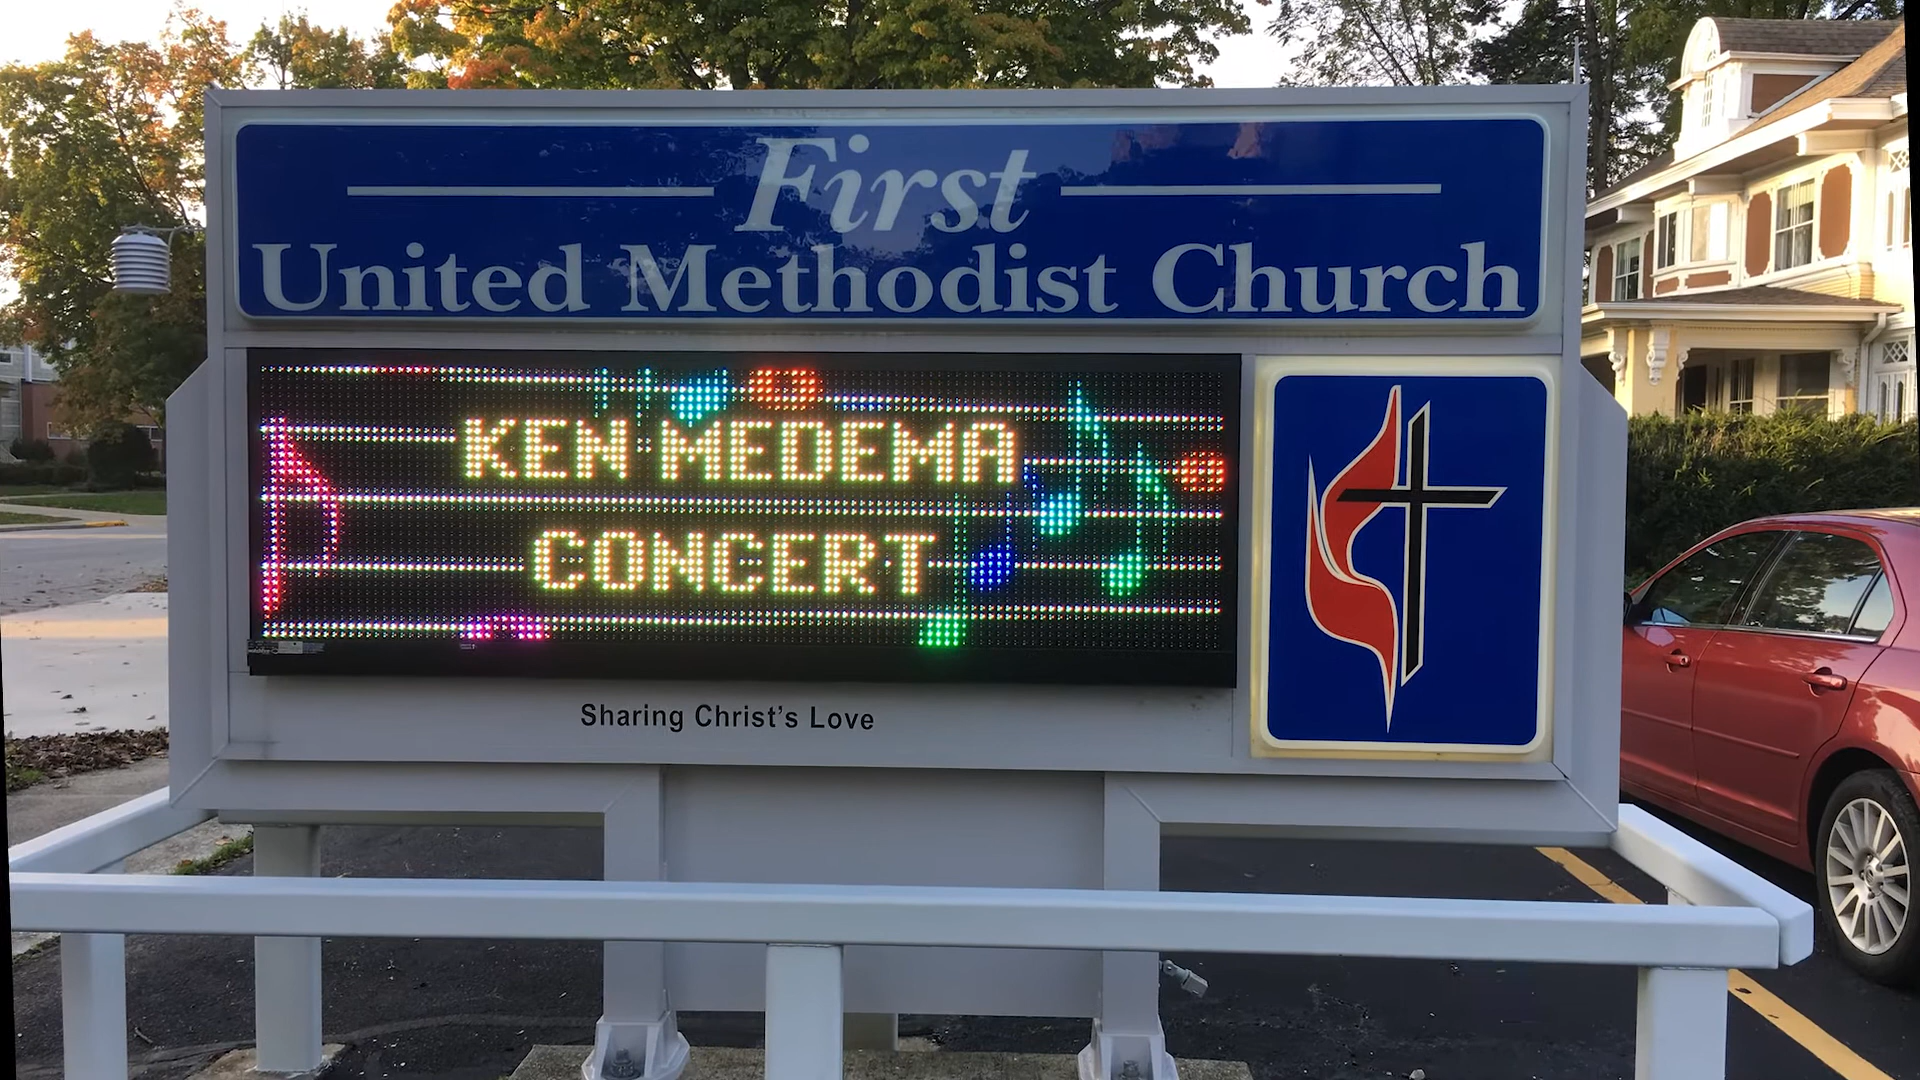 First
United Methodist Church
KEN MEDEMA
CONCERT
Sharing Christ's Love